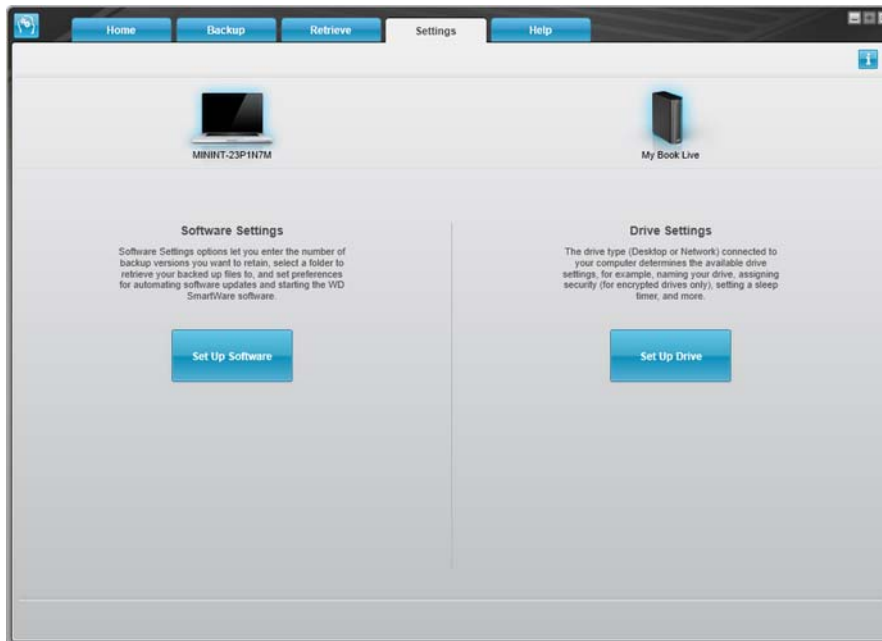 Home
Backup
Retrieve
Settings
Help
MININT-23P1N7M
My Book Live
Software Settings
Software Settings options let you enter the number of
backup versions you want to retain, select a folder to
retrieve your backed up files to, and set preferences
for automating software updates and starting the WD
SmartWare software.
Set Up Software
Drive Settings
The drive type (Desktop or Network) connected to
your computer determines the available drive
settings, for example, naming your drive, assigning
security (for encrypted drives only), setting a sleep
timer, and more.
Set Up Drive